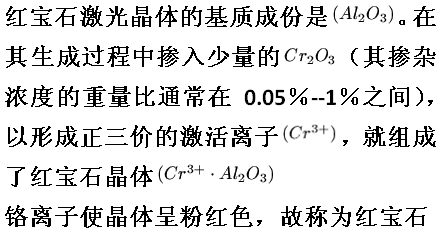 红宝石激光晶体的基质成份是(Al₂O₃)。在
其生成过程中掺入少量的Cr₂O₃（其掺杂
浓度的重量比通常在 0.05%--1%之间)，
以形成正三价的激活离子(Cr³⁺)，就组成
了红宝石晶体(Cr³⁺·Al₂O₃)
铬离子使晶体呈粉红色，故称为红宝石